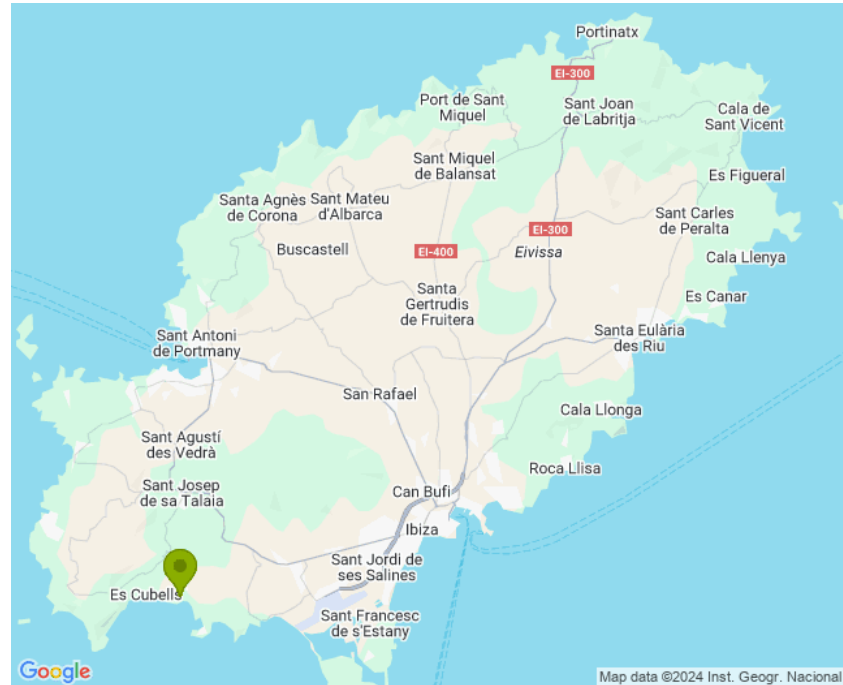 Portinatx
EI-300
Port de Sant
Miquel
Sant Joan
de Labritja
Cala de
Sant Vicent
Sant Miquel
de Balansat
Es Figueral
Santa Agnès
de Corona
Sant Mateu
d'Albarca
Sant Carles
de Peralta
EI-300
Buscastell
EI-400
Eivissa
Cala Llenya
Santa
Gertrudis
de Fruitera
Es Canar
Sant Antoni
de Portmany
Santa Eulària
des Riu
San Rafael
Cala Llonga
Sant Agustí
des Vedrà
Roca Llisa
Sant Josep
de sa Talaia
Can Bufi
Ibiza
Sant Jordi de
ses Salines
Es Cubells
Sant Francesc
de s'Estany
Google
Map data ©2024 Inst. Geogr. Nacional